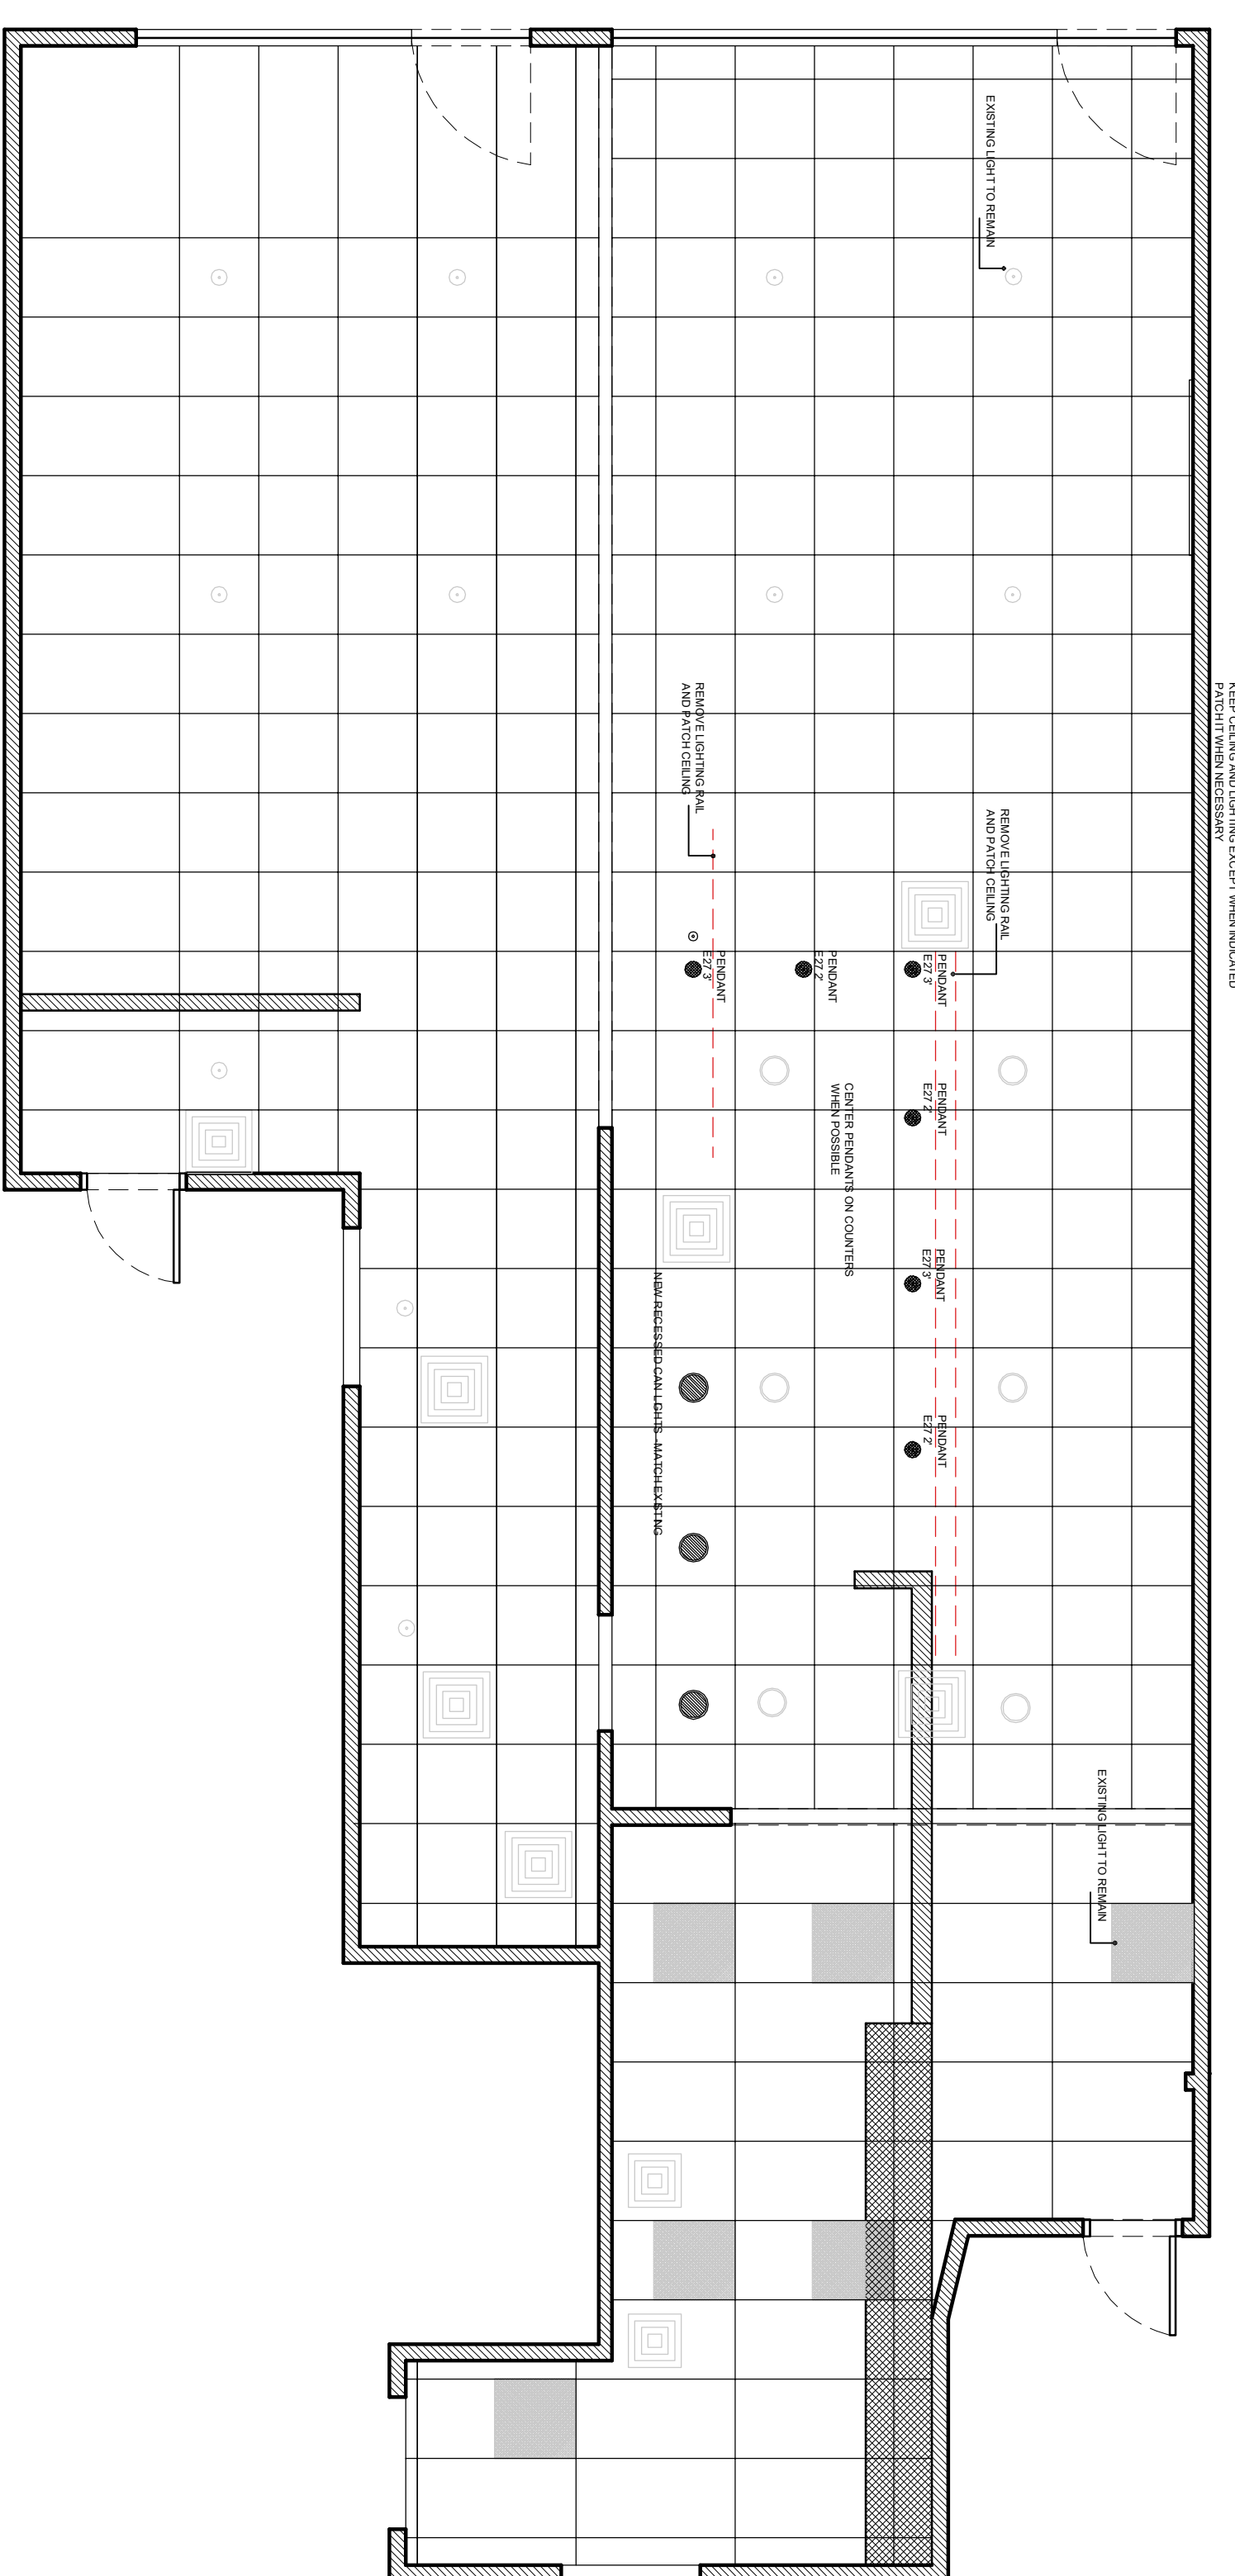 KEEP CEILING AND LIGHTING EXCEPT WHEN INDICATED
PATCH IT WHEN NECESSARY
EXISTING LIGHT TO REMAIN
REMOVE LIGHTING RAIL
AND PATCH CEILING
REMOVE LIGHTING RAIL
AND PATCH CEILING
PENDANT
E27 3'
PENDANT
E27 2'
PENDANT
E27 3'
PENDANT
E27 2'
PENDANT
E27 3'
PENDANT
E27 2'
CENTER PENDANTS ON COUNTERS
WHEN POSSIBLE
NEW RECESSED CAN LIGHTS - MATCH EXISTING
EXISTING LIGHT TO REMAIN